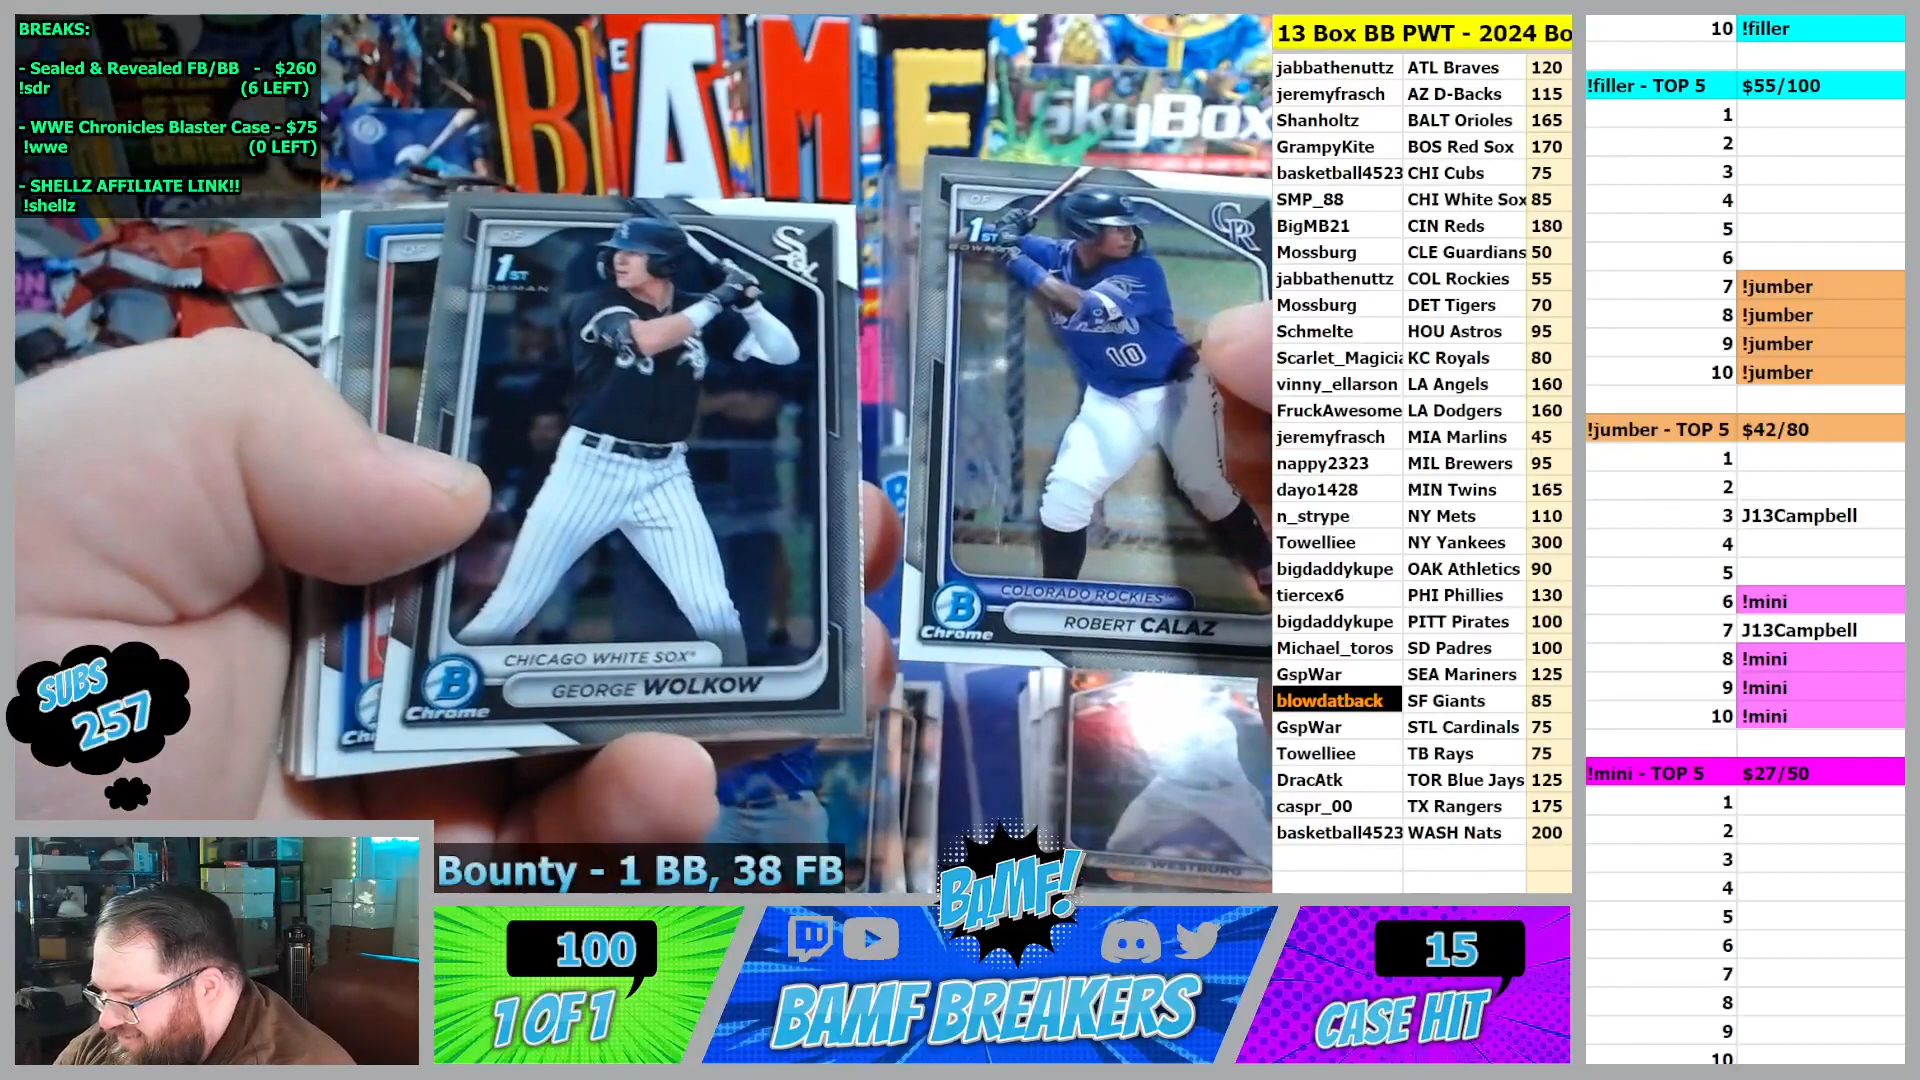 BREAKS:
- Sealed & Revealed FB/BB - $260
!sdr (6 LEFT)
- WWE Chronicles Blaster Case - $75
!wwe (0 LEFT)
- SHELLZ AFFILIATE LINK!!
!shellz
BAMF
SkyBox
OF
1ST
BOWMAN
CHICAGO WHITE SOX
GEORGE WOLKOW
B
Chrome
OF
1ST
BOWMAN
CR
10
COLORADO ROCKIES
ROBERT CALAZ
B
Chrome
WESTBURG
SUBS
257
Bounty - 1 BB, 38 FB
BAMF!
100
1 OF 1
BAMF BREAKERS
15
CASE HIT
13 Box BB PWT - 2024 Bo
jabbathenuttz ATL Braves 120
jeremyfrasch AZ D-Backs 115
Shanholtz BALT Orioles 165
GrampyKite BOS Red Sox 170
basketball4523 CHI Cubs 75
SMP_88 CHI White Sox 85
BigMB21 CIN Reds 180
Mossburg CLE Guardians 50
jabbathenuttz COL Rockies 55
Mossburg DET Tigers 70
Schmelte HOU Astros 95
Scarlet_Magicia KC Royals 80
vinny_ellarson LA Angels 160
FruckAwesome LA Dodgers 160
jeremyfrasch MIA Marlins 45
nappy2323 MIL Brewers 95
dayo1428 MIN Twins 165
n_strype NY Mets 110
Towelliee NY Yankees 300
bigdaddykupe OAK Athletics 90
tiercex6 PHI Phillies 130
bigdaddykupe PITT Pirates 100
Michael_toros SD Padres 100
GspWar SEA Mariners 125
blowdatback SF Giants 85
GspWar STL Cardinals 75
Towelliee TB Rays 75
DracAtk TOR Blue Jays 125
caspr_00 TX Rangers 175
basketball4523 WASH Nats 200
10 !filler
!filler - TOP 5 $55/100
1
2
3
4
5
6
7 !jumber
8 !jumber
9 !jumber
10 !jumber
!jumber - TOP 5 $42/80
1
2
3 J13Campbell
4
5
6 !mini
7 J13Campbell
8 !mini
9 !mini
10 !mini
!mini - TOP 5 $27/50
1
2
3
4
5
6
7
8
9
10